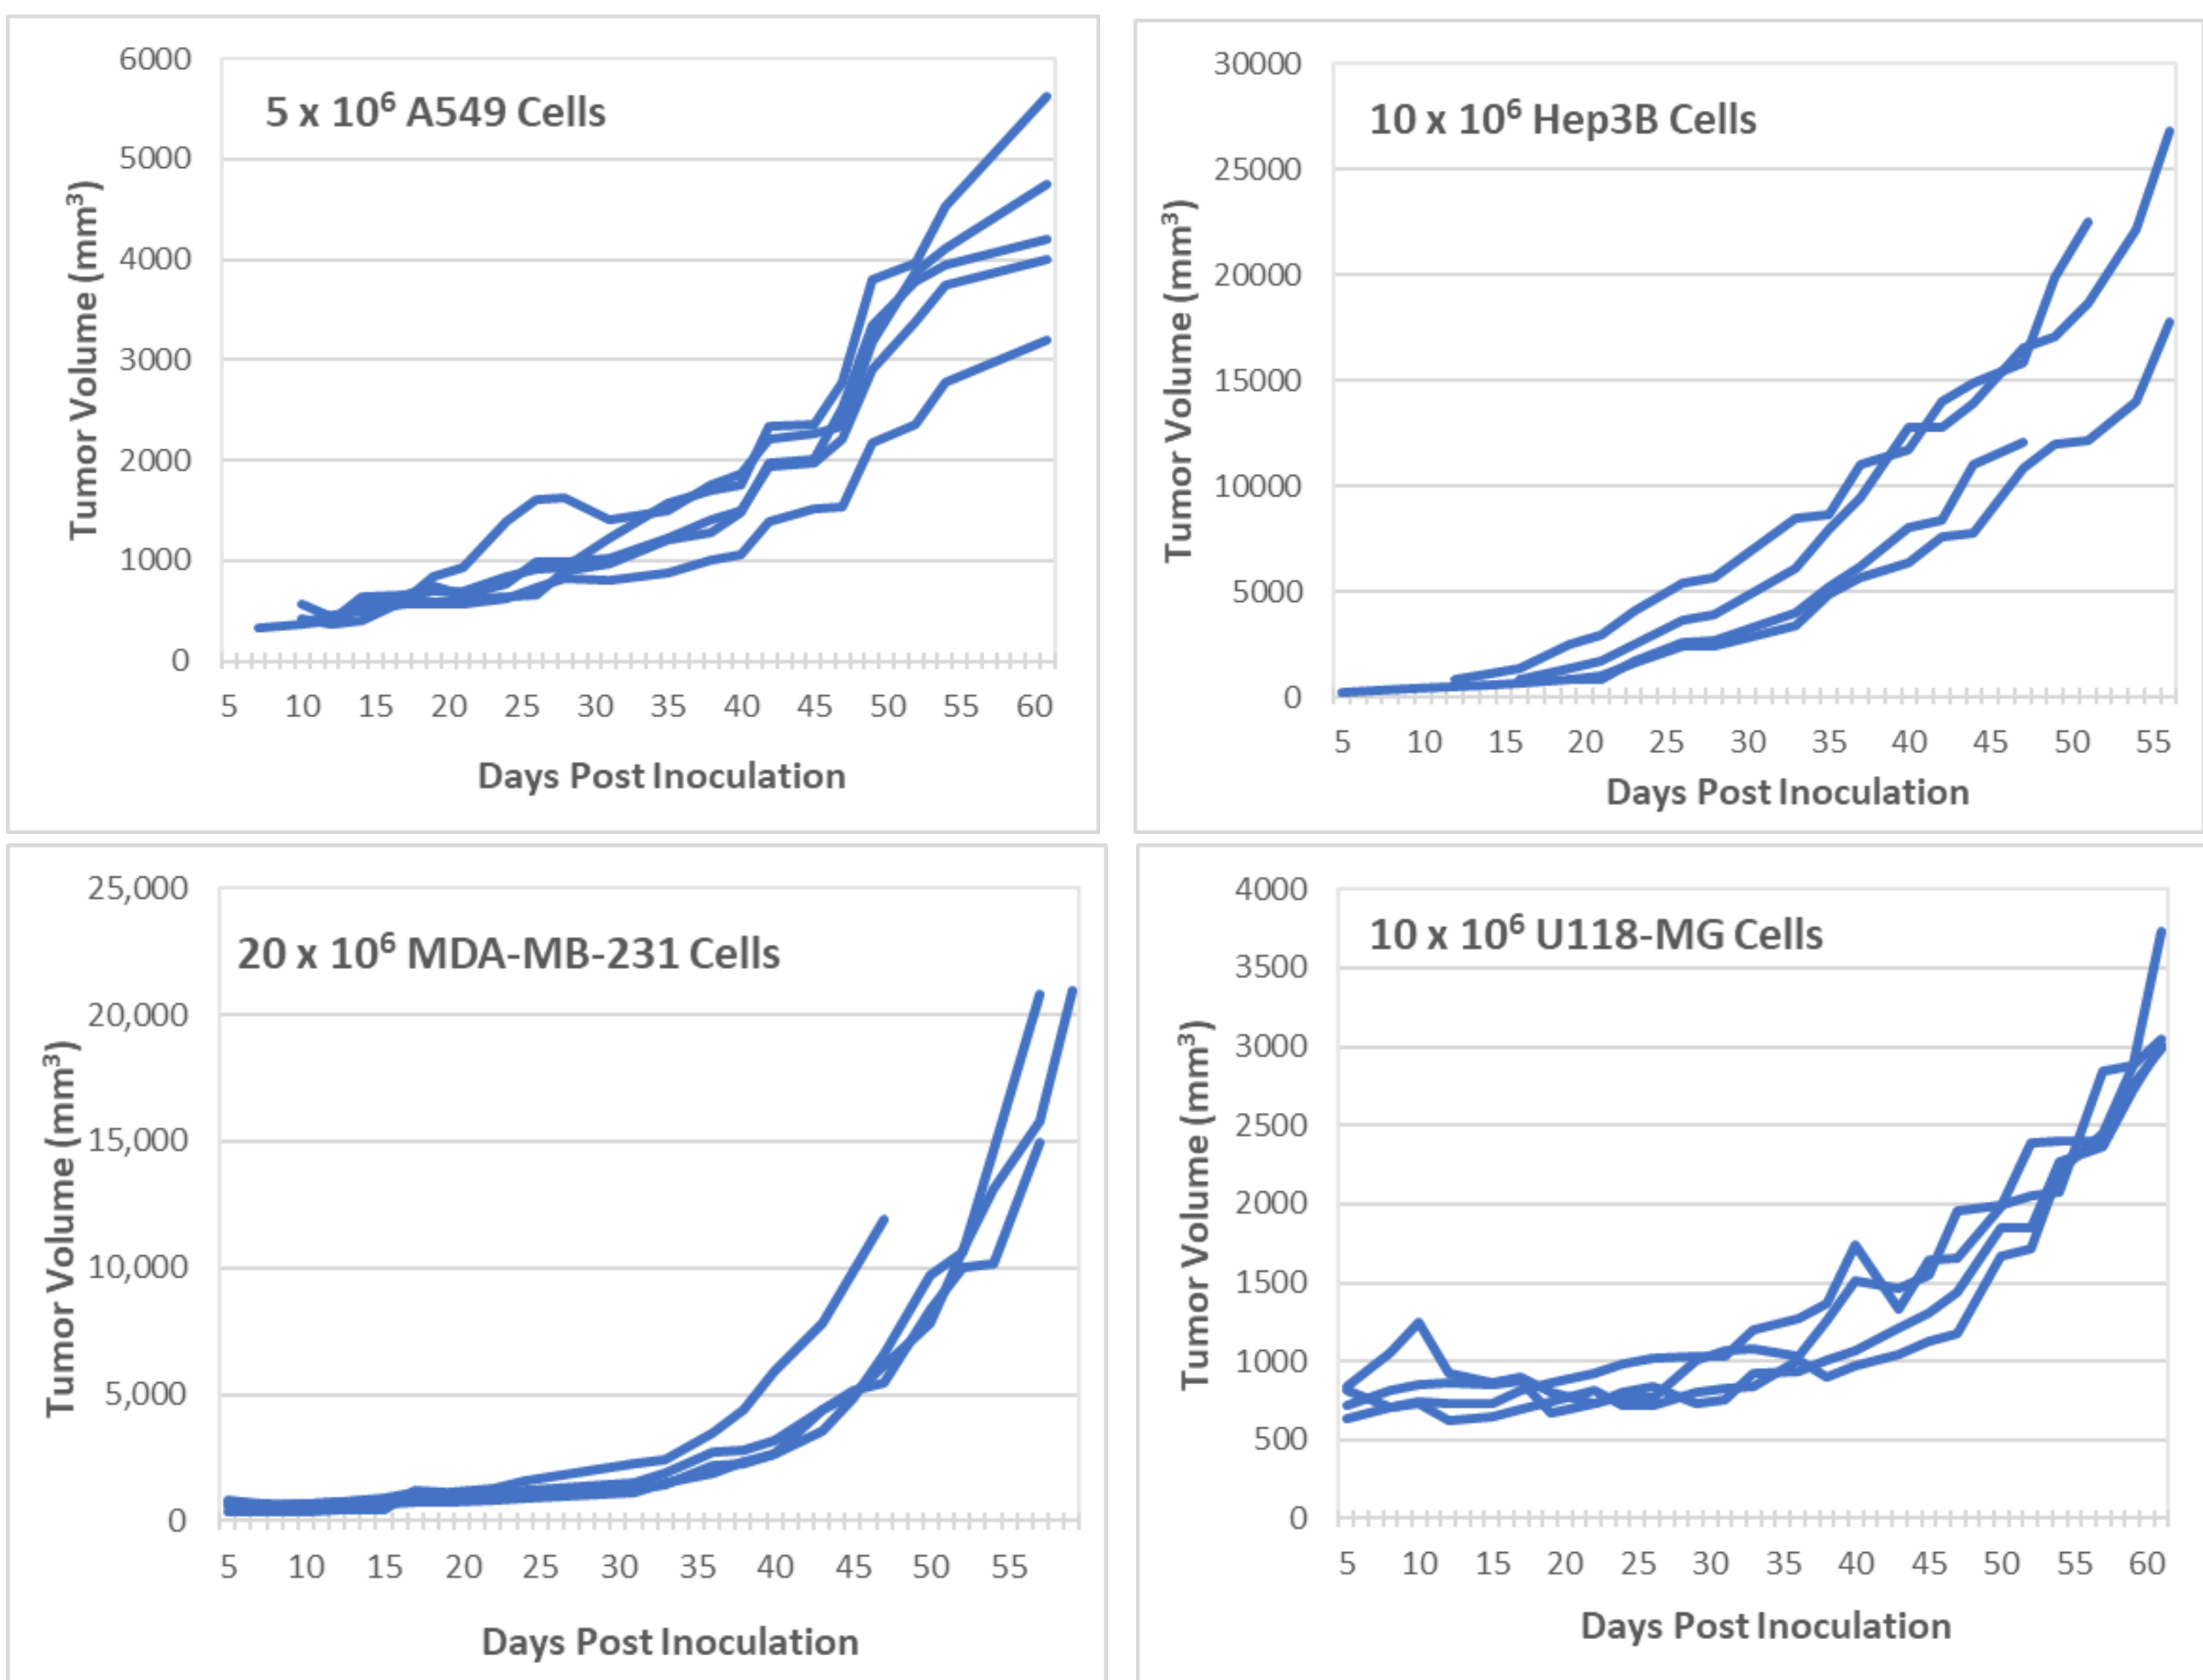 5 x 10⁶ A549 Cells
Tumor Volume (mm³)
6000
5000
4000
3000
2000
1000
0
5 10 15 20 25 30 35 40 45 50 55 60
Days Post Inoculation
10 x 10⁶ Hep3B Cells
Tumor Volume (mm³)
30000
25000
20000
15000
10000
5000
0
5 10 15 20 25 30 35 40 45 50 55
Days Post Inoculation
20 x 10⁶ MDA-MB-231 Cells
Tumor Volume (mm³)
25,000
20,000
15,000
10,000
5,000
0
5 10 15 20 25 30 35 40 45 50 55
Days Post Inoculation
10 x 10⁶ U118-MG Cells
Tumor Volume (mm³)
4000
3500
3000
2500
2000
1500
1000
500
0
5 10 15 20 25 30 35 40 45 50 55 60
Days Post Inoculation